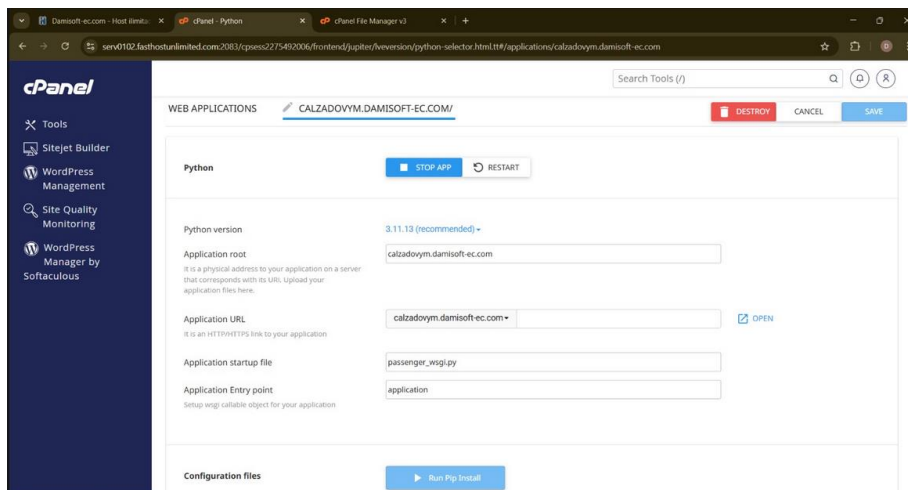 Damisoft-ec.com - Host ilimitad
cPanel - Python
cPanel File Manager v3
serv0102.fasthostunlimited.com:2083/cpsess2275492006/frontend/jupiter/lveversion/python-selector.html.tt#/applications/calzadovym.damisoft-ec.com
D
cPanel
Search Tools (/)
WEB APPLICATIONS
CALZADOVYM.DAMISOFT-EC.COM/
DESTROY
CANCEL
SAVE
Tools
Sitejet Builder
WordPress
Management
Site Quality
Monitoring
WordPress
Manager by
Softaculous
Python
STOP APP
RESTART
Python version
3.11.13 (recommended)
Application root
calzadovym.damisoft-ec.com
It is a physical address to your application on a server
that corresponds with its URI. Upload your
application files here.
Application URL
calzadovym.damisoft-ec.com
OPEN
It is an HTTP/HTTPS link to your application
Application startup file
passenger_wsgi.py
Application Entry point
application
Setup wsgi callable object for your application
Configuration files
Run Pip Install